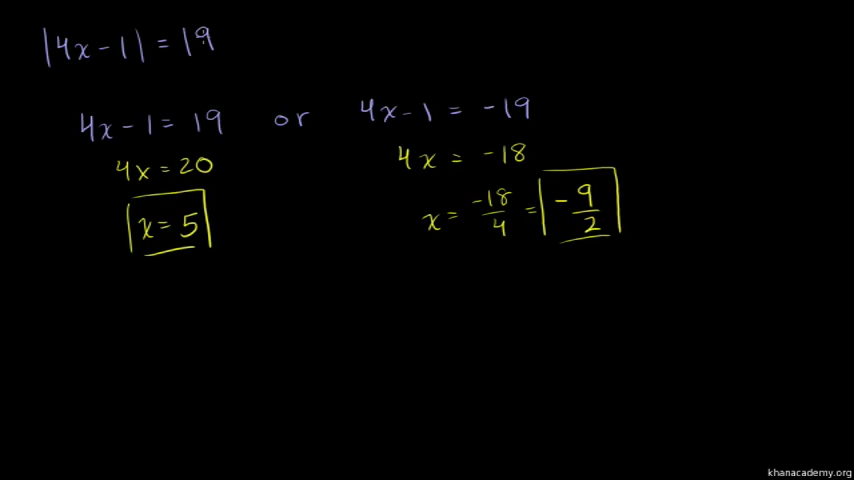 |4x - 1| = 19
4x - 1 = 19 or 4x - 1 = -19
4x = 20 4x = -18
x = 5 x = -18/4 = -9/2
khanacademy.org